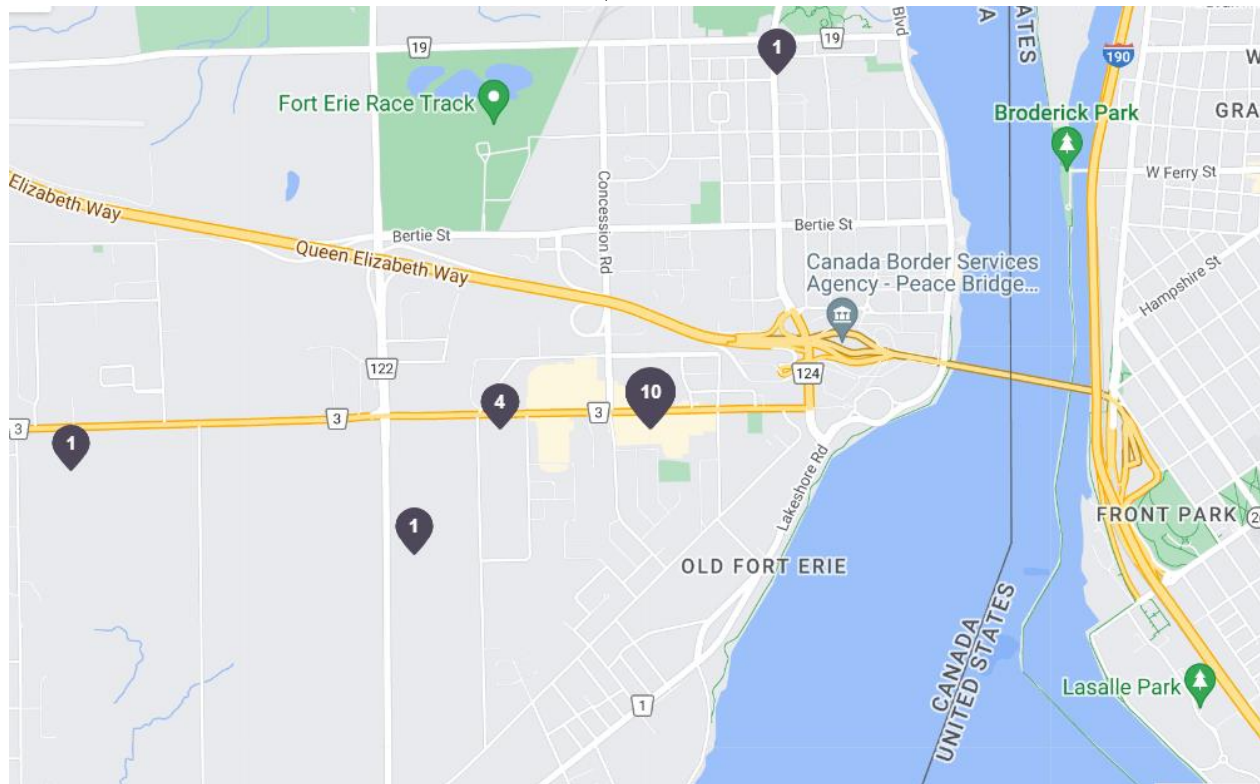 Blvd
STATES
A
190
W
19
1
19
Fort Erie Race Track
Broderick Park
GRA
W Ferry St
Concession Rd
Elizabeth Way
Bertie St
Bertie St
Queen Elizabeth Way
Canada Border Services
Agency - Peace Bridge...
Hampshire St
122
124
4
10
3
3
3
1
Lakeshore Rd
1
FRONT PARK
OLD FORT ERIE
CANADA
UNITED STATES
Lasalle Park
1